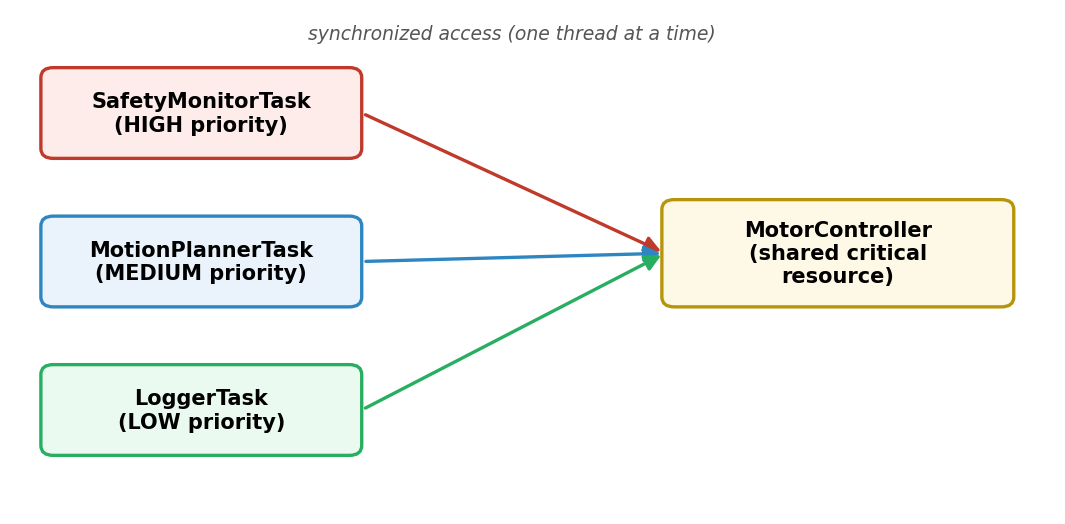 synchronized access (one thread at a time)
SafetyMonitorTask
(HIGH priority)
MotionPlannerTask
(MEDIUM priority)
LoggerTask
(LOW priority)
MotorController
(shared critical
resource)